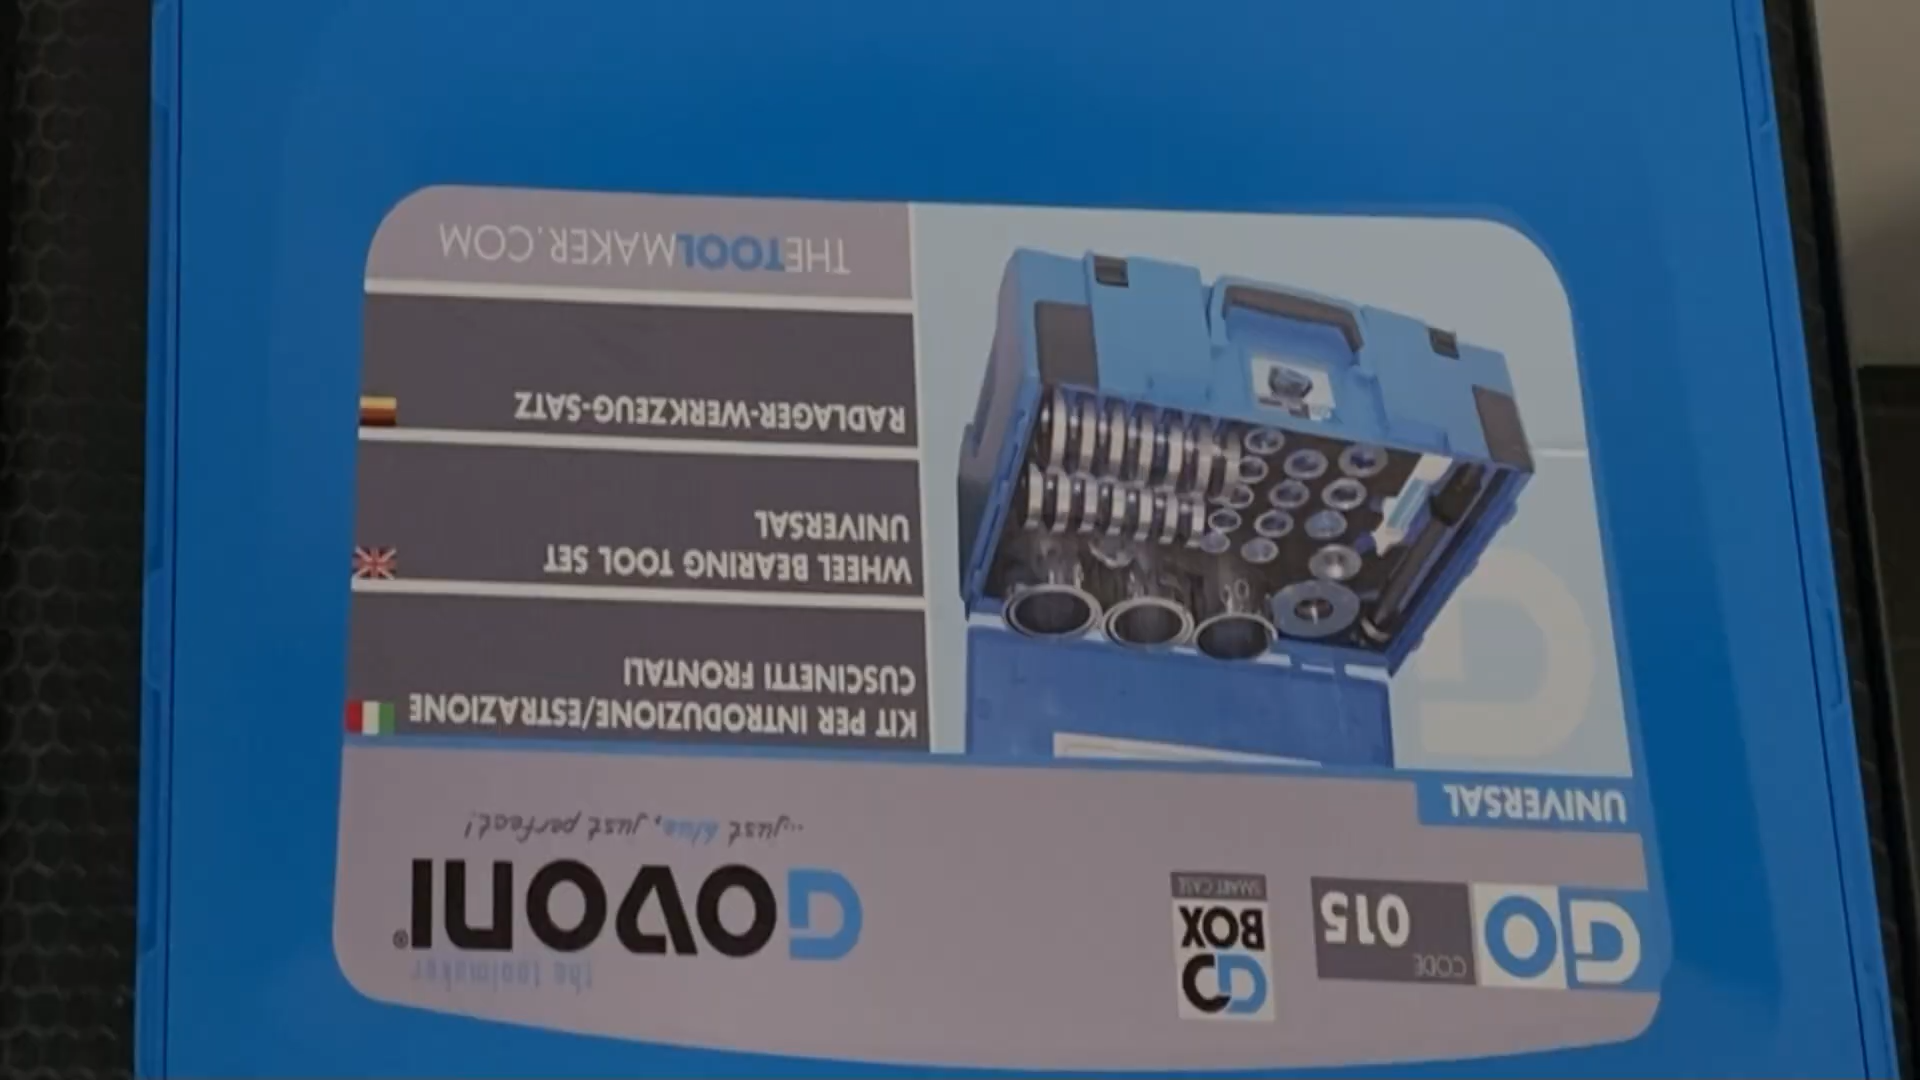 GO
CODE
015
GO
BOX
SMART CASE
the toolmaker
GOVONI®
...just blue, just perfect!
UNIVERSAL
KIT PER INTRODUZIONE/ESTRAZIONE
CUSCINETTI FRONTALI
WHEEL BEARING TOOL SET
UNIVERSAL
RADLAGER-WERKZEUG-SATZ
THETOOLMAKER.COM